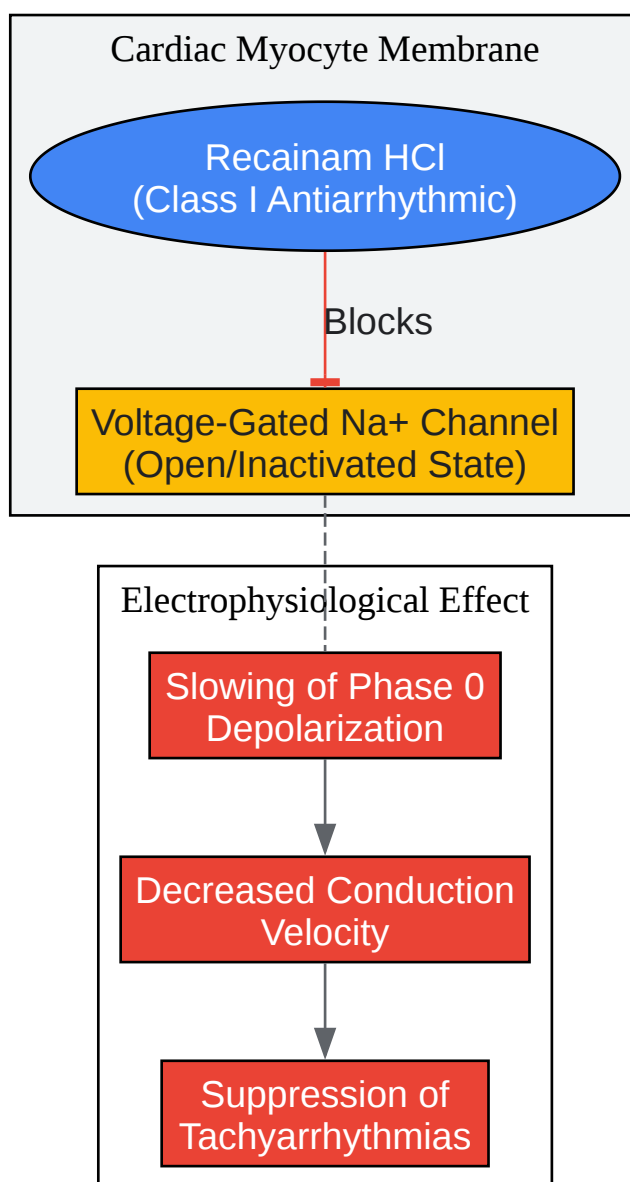 Cardiac Myocyte Membrane
Recainam HCl
(Class I Antiarrhythmic)
Blocks
Voltage-Gated Na+ Channel
(Open/Inactivated State)
Electrophysiological Effect
Slowing of Phase 0
Depolarization
Decreased Conduction
Velocity
Suppression of
Tachyarrhythmias